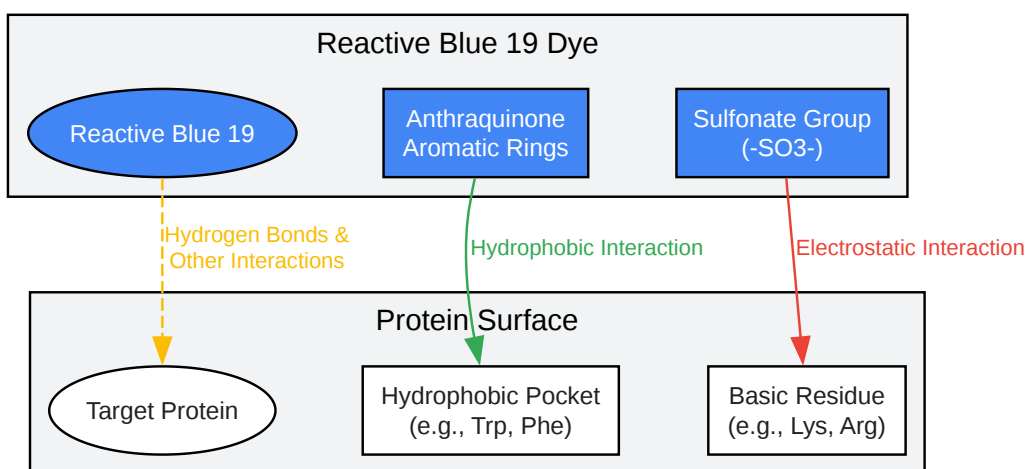 Reactive Blue 19 Dye
Reactive Blue 19
Anthraquinone
Aromatic Rings
Sulfonate Group
(-SO3-)
Hydrogen Bonds &
Other Interactions
Hydrophobic Interaction
Electrostatic Interaction
Protein Surface
Target Protein
Hydrophobic Pocket
(e.g., Trp, Phe)
Basic Residue
(e.g., Lys, Arg)